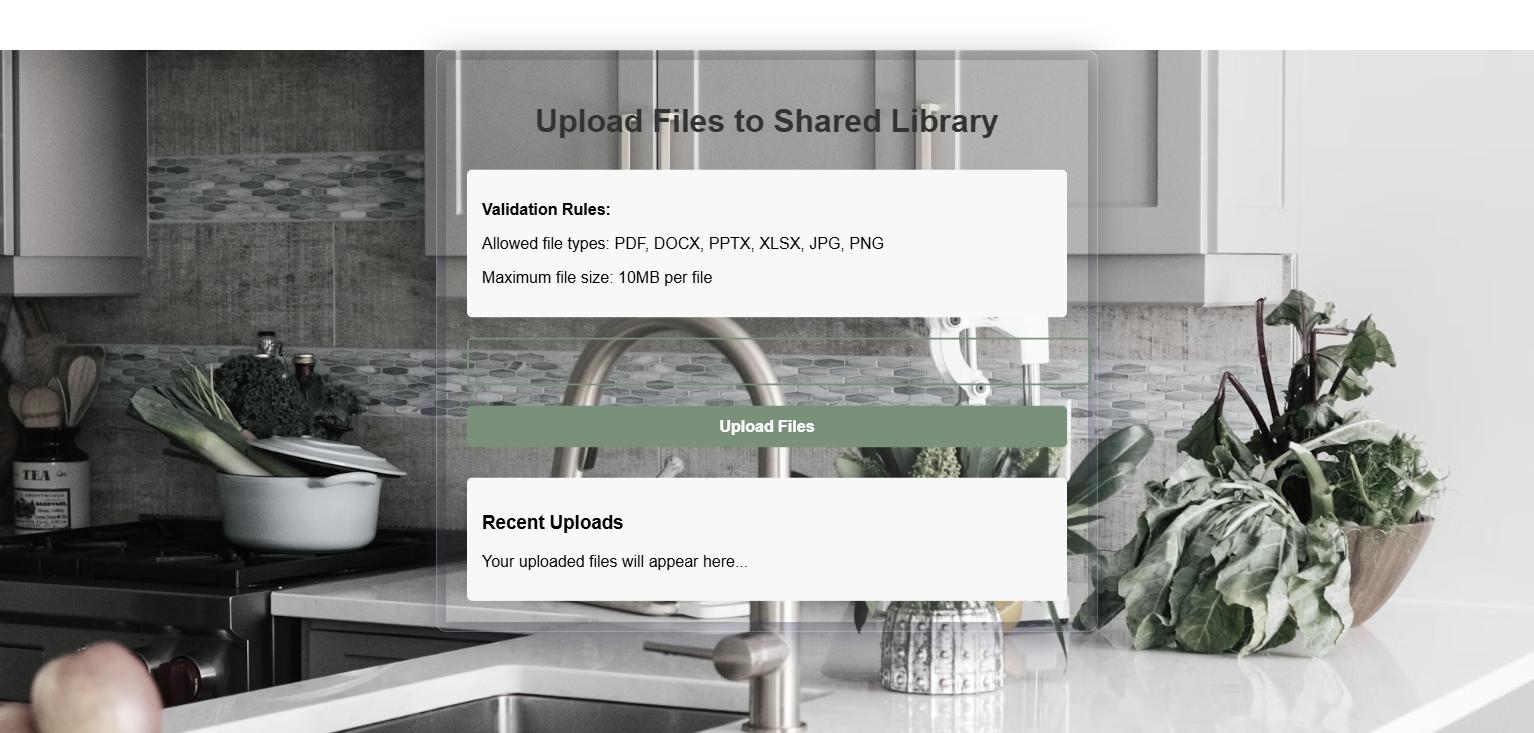 Upload Files to Shared Library
Validation Rules:
Allowed file types: PDF, DOCX, PPTX, XLSX, JPG, PNG
Maximum file size: 10MB per file
Upload Files
TEA
Recent Uploads
Your uploaded files will appear here...